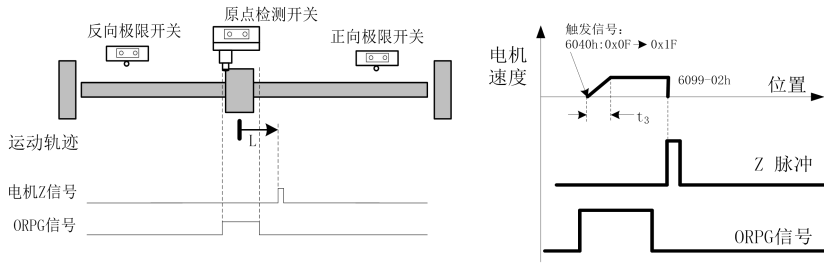 原点检测开关
反向极限开关
正向极限开关
运动轨迹
L
电机Z信号
ORPG信号
触发信号:
6040h:0x0F→0x1F
电机
速度
6099-02h
位置
t₃
Z 脉冲
ORPG信号